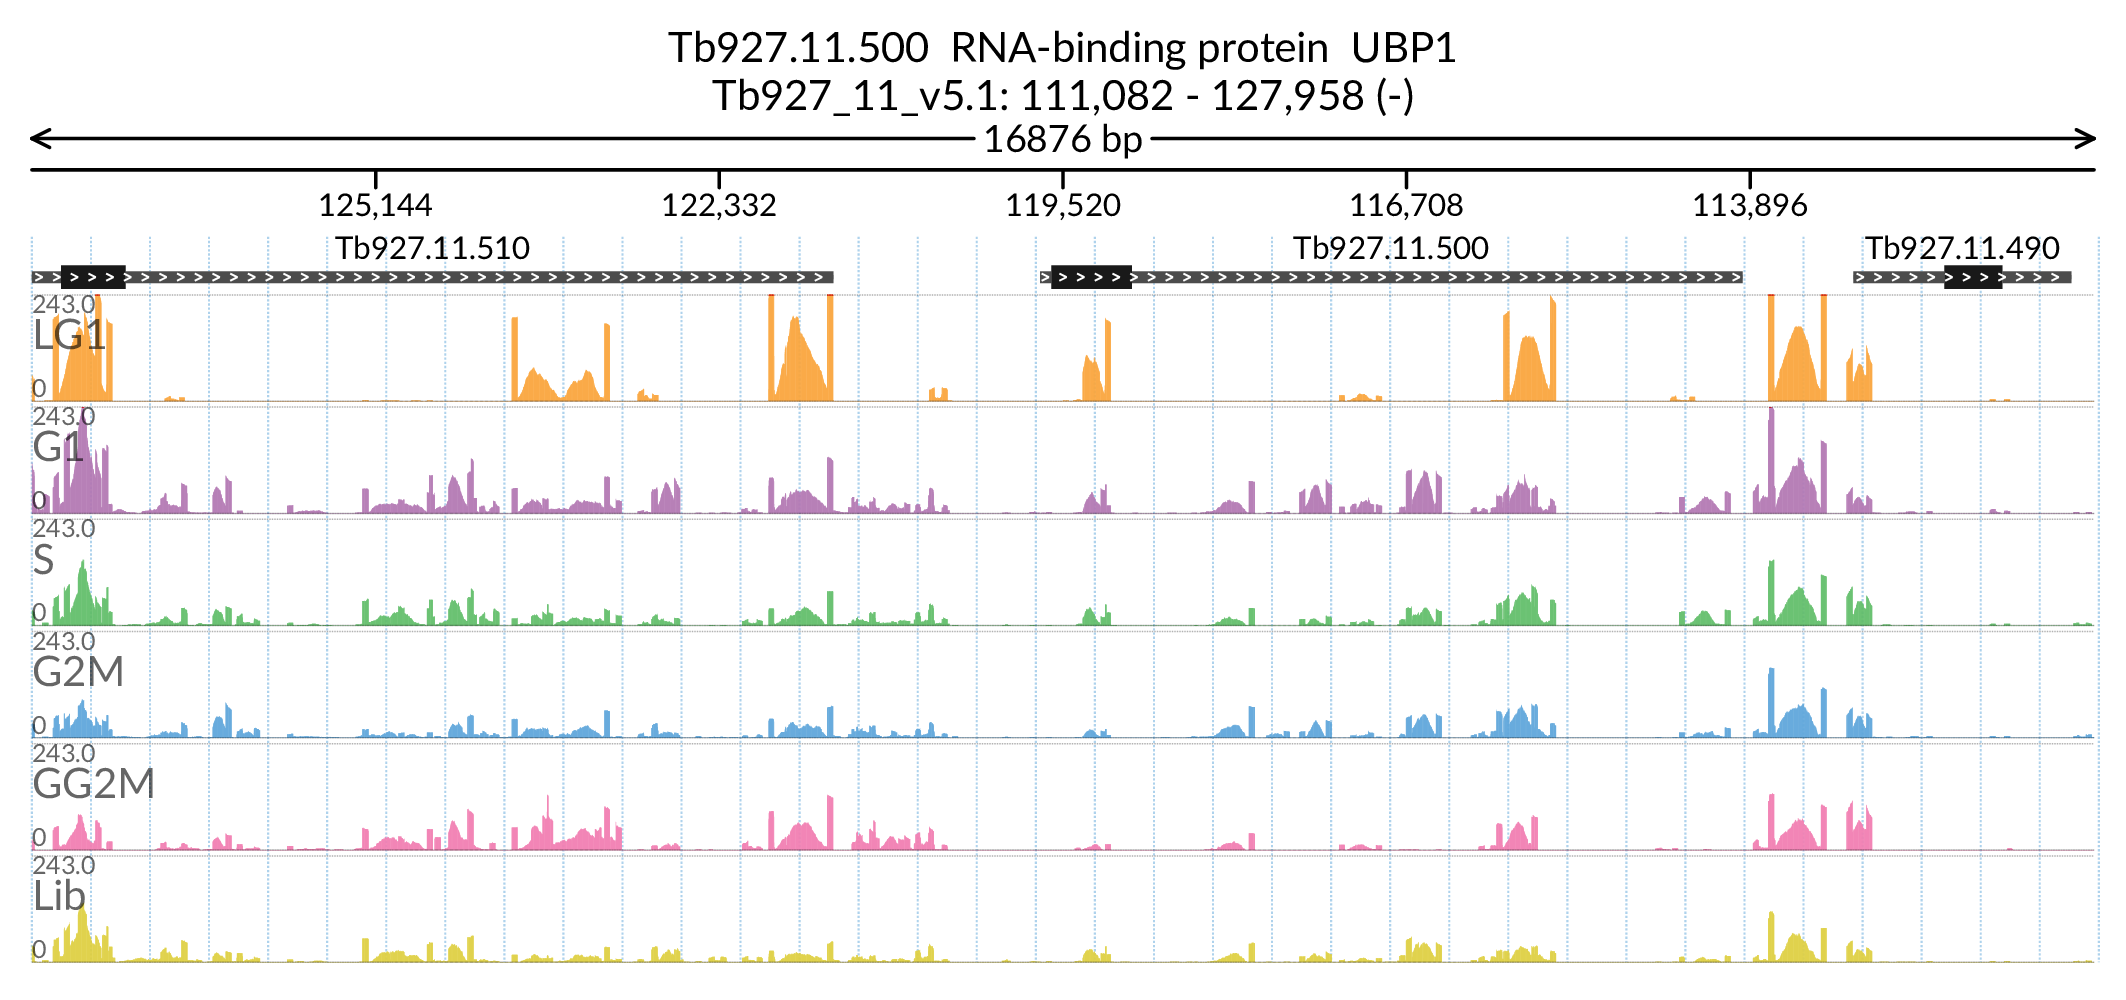 Tb927.11.500 RNA-binding protein UBP1
Tb927_11_v5.1: 111,082 - 127,958 (-)
16876 bp
125,144 122,332 119,520 116,708 113,896
Tb927.11.510 Tb927.11.500 Tb927.11.490
243.0
LG1
0
243.0
G1
0
243.0
S
0
243.0
G2M
0
243.0
GG2M
0
243.0
Lib
0